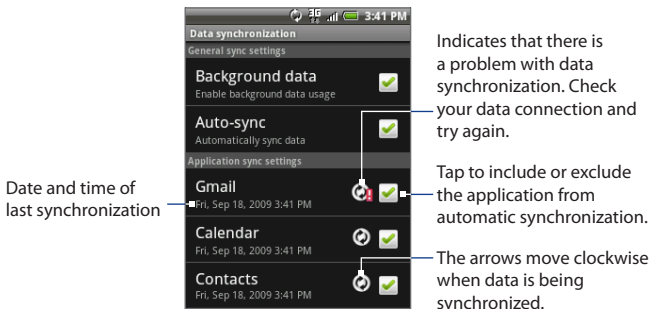 3:41 PM
Data synchronization
General sync settings
Background data
Enable background data usage
Auto-sync
Automatically sync data
Application sync settings
Gmail
Fri, Sep 18, 2009 3:41 PM
Calendar
Fri, Sep 18, 2009 3:41 PM
Contacts
Fri, Sep 18, 2009 3:41 PM
Date and time of
last synchronization
Indicates that there is
a problem with data
synchronization. Check
your data connection and
try again.
Tap to include or exclude
the application from
automatic synchronization.
The arrows move clockwise
when data is being
synchronized.